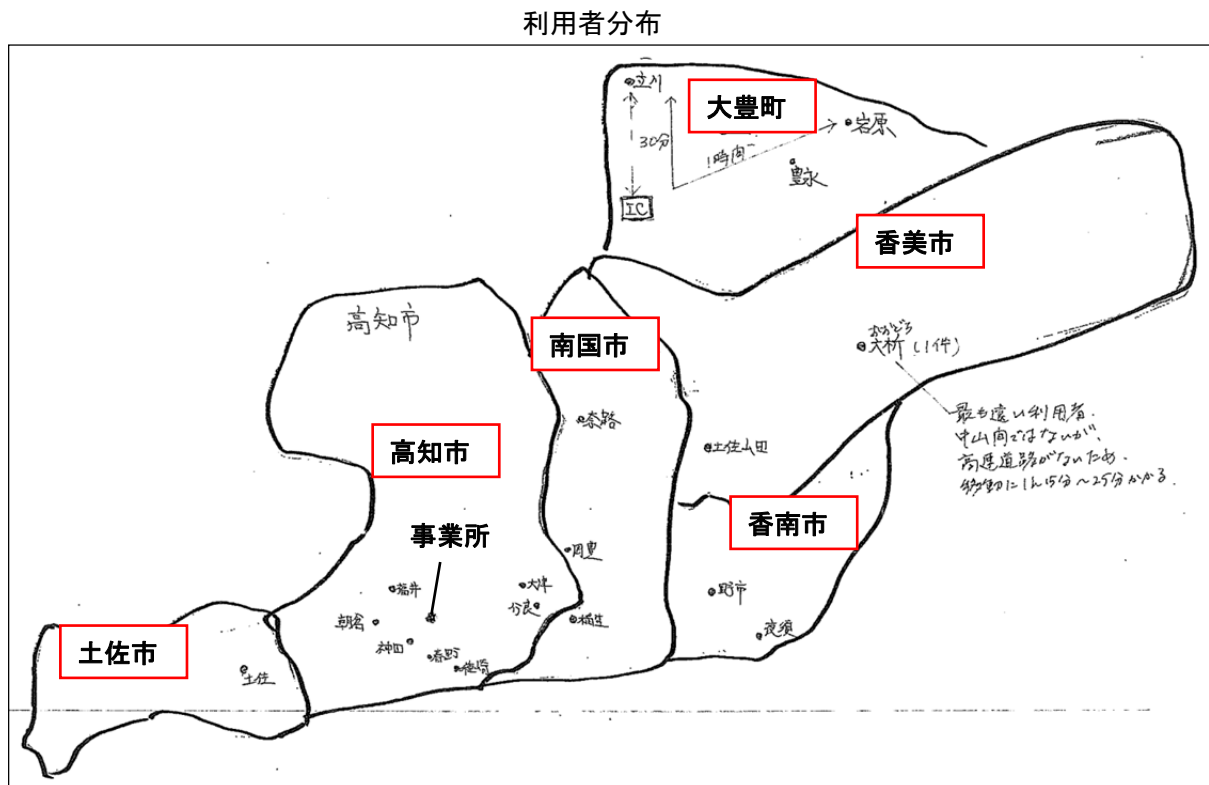 利用者分布
立川
大豊町
岩原
30分
1時間
豊永
IC
香美市
高知市
南国市
大栃(1件)
最も遠い利用者.
中山間ではないが、
高速道路がないため
移動に1h15分～25分かかる.
奈路
土佐山田
高知市
香南市
事業所
岡豊
福井
大津
野市
介良
朝倉
稲生
神田
夜須
土佐市
土佐